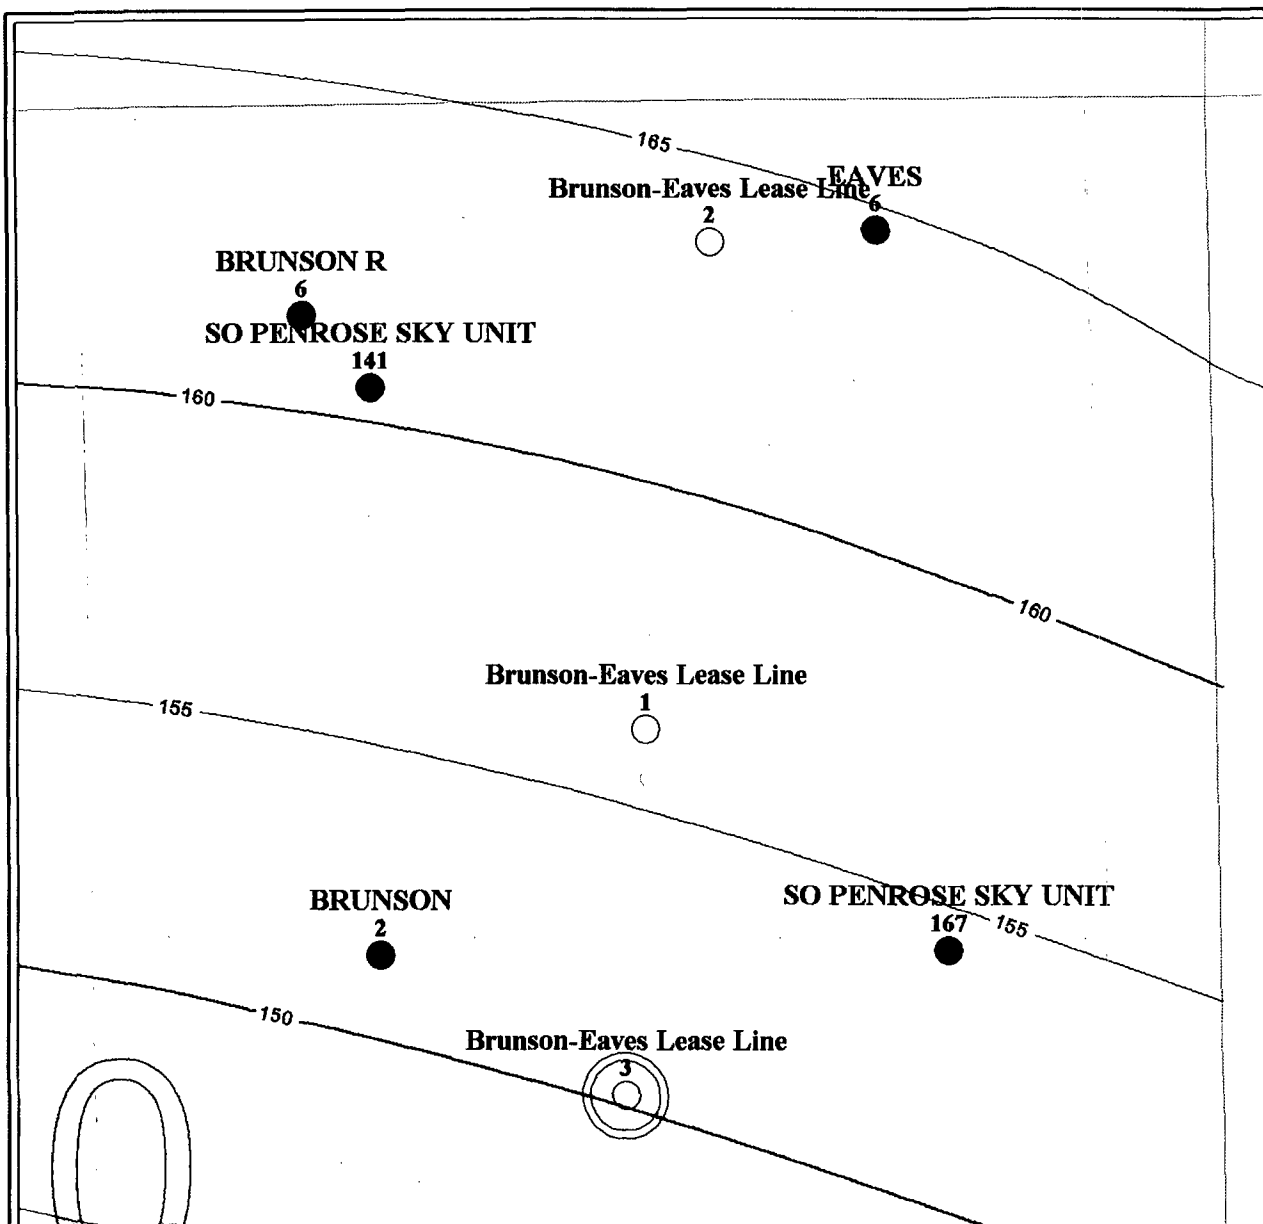 165
EAVES
6
Brunson-Eaves Lease Line
2
BRUNSON R
6
SO PENROSE SKY UNIT
141
160
160
Brunson-Eaves Lease Line
1
155
BRUNSON
2
SO PENROSE SKY UNIT
167
155
150
Brunson-Eaves Lease Line
3